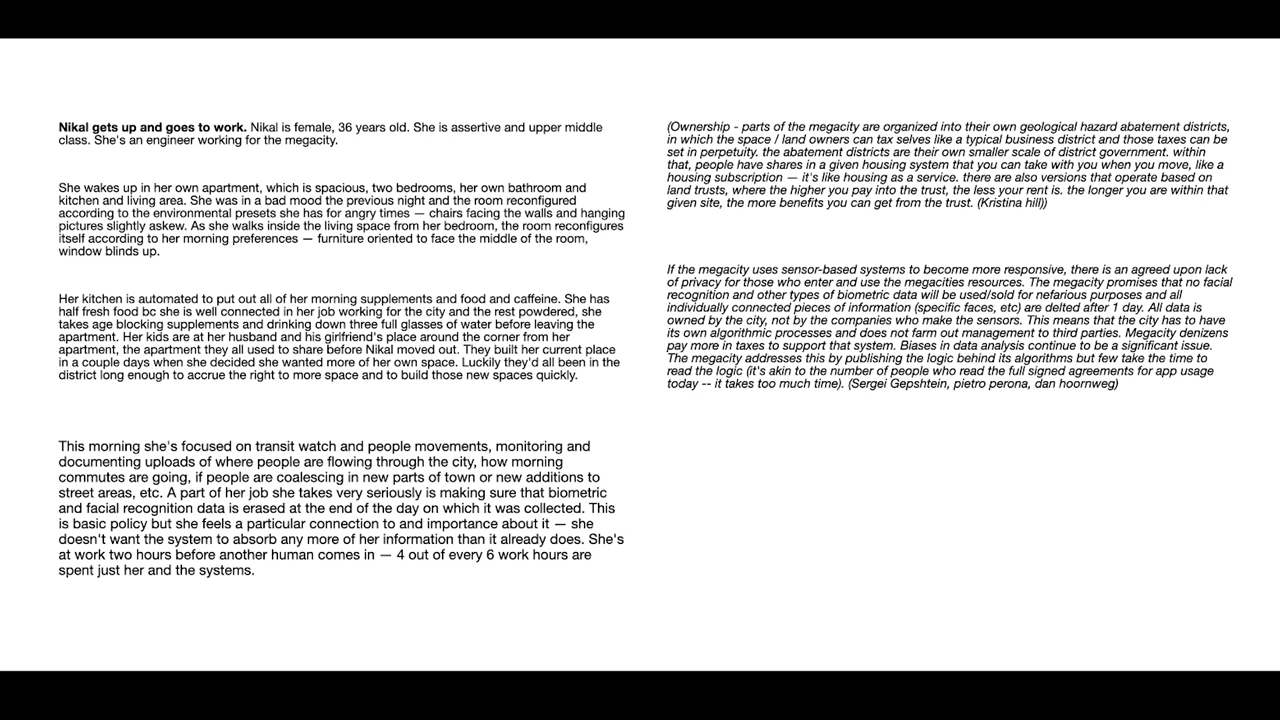 Nikal gets up and goes to work. Nikal is female, 36 years old. She is assertive and upper middle
class. She's an engineer working for the megacity.
She wakes up in her own apartment, which is spacious, two bedrooms, her own bathroom and
kitchen and living area. She was in a bad mood the previous night and the room reconfigured
according to the environmental presets she has for angry times — chairs facing the walls and hanging
pictures slightly askew. As she walks inside the living space from her bedroom, the room reconfigures
itself according to her morning preferences — furniture oriented to face the middle of the room,
window blinds up.
Her kitchen is automated to put out all of her morning supplements and food and caffeine. She has
half fresh food bc she is well connected in her job working for the city and the rest powdered, she
takes age blocking supplements and drinking down three full glasses of water before leaving the
apartment. Her kids are at her husband and his girlfriend's place around the corner from her
apartment, the apartment they all used to share before Nikal moved out. They built her current place
in a couple days when she decided she wanted more of her own space. Luckily they'd all been in the
district long enough to accrue the right to more space and to build those new spaces quickly.
This morning she's focused on transit watch and people movements, monitoring and
documenting uploads of where people are flowing through the city, how morning
commutes are going, if people are coalescing in new parts of town or new additions to
street areas, etc. A part of her job she takes very seriously is making sure that biometric
and facial recognition data is erased at the end of the day on which it was collected. This
is basic policy but she feels a particular connection to and importance about it — she
doesn't want the system to absorb any more of her information than it already does. She's
at work two hours before another human comes in — 4 out of every 6 work hours are
spent just her and the systems.
(Ownership - parts of the megacity are organized into their own geological hazard abatement districts,
in which the space / land owners can tax selves like a typical business district and those taxes can be
set in perpetuity. the abatement districts are their own smaller scale of district government. within
that, people have shares in a given housing system that you can take with you when you move, like a
housing subscription — it's like housing as a service. there are also versions that operate based on
land trusts, where the higher you pay into the trust, the less your rent is. the longer you are within that
given site, the more benefits you can get from the trust. (Kristina hill))
If the megacity uses sensor-based systems to become more responsive, there is an agreed upon lack
of privacy for those who enter and use the megacities resources. The megacity promises that no facial
recognition and other types of biometric data will be used/sold for nefarious purposes and all
individually connected pieces of information (specific faces, etc) are delted after 1 day. All data is
owned by the city, not by the companies who make the sensors. This means that the city has to have
its own algorithmic processes and does not farm out management to third parties. Megacity denizens
pay more in taxes to support that system. Biases in data analysis continue to be a significant issue.
The megacity addresses this by publishing the logic behind its algorithms but few take the time to
read the logic (it's akin to the number of people who read the full signed agreements for app usage
today -- it takes too much time). (Sergei Gepshtein, pietro perona, dan hoornweg)